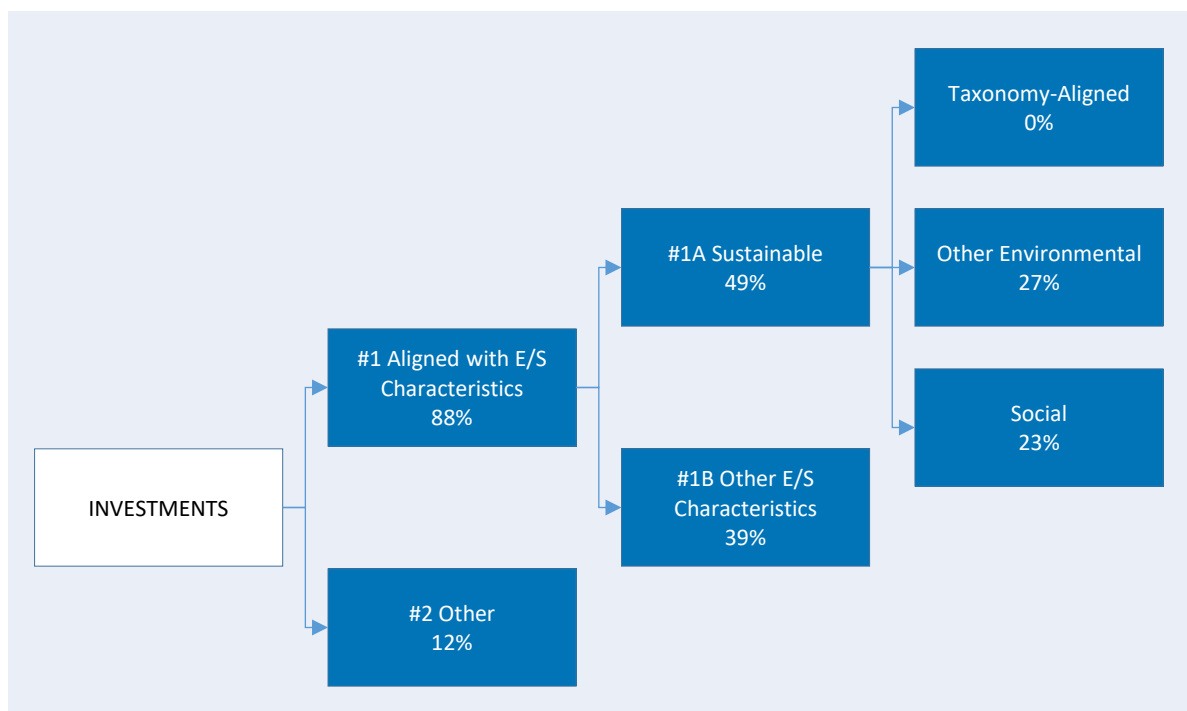 Taxonomy-Aligned
0%
#1A Sustainable
49%
Other Environmental
27%
#1 Aligned with E/S
Characteristics
88%
Social
23%
INVESTMENTS
#1B Other E/S
Characteristics
39%
#2 Other
12%